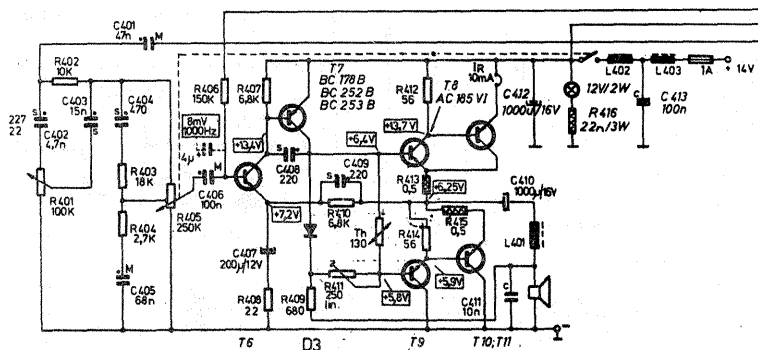 C401
47n
M
R402
10K
C403
15n
C404
470
S
S
S
227
22
C402
4,7n
R401
100K
R403
18K
R404
2,7K
C405
68n
M
R405
250K
R406
150K
8mV
1000Hz
4µ
M
C406
100n
R407
6,8K
+13,4V
T7
BC 178 B
BC 252 B
BC 253 B
S
C408
220
+7,2V
C407
200µ/12V
R408
22
R409
680
S
C409
220
R410
6,8K
Th
130
R411
250
lin.
+6,4V
R412
56
T8
AC 185 VI
+13,7V
IR
10mA
R413
0,5
+6,25V
R414
56
R415
0,5
+5,8V
+5,9V
C410
1000µ/16V
C411
10n
C
L401
C412
1000µ/16V
12V/2W
R416
22n/3W
L402
L403
C
C413
100n
1A
+ 14V
T6
D3
T9
T10;T11
-